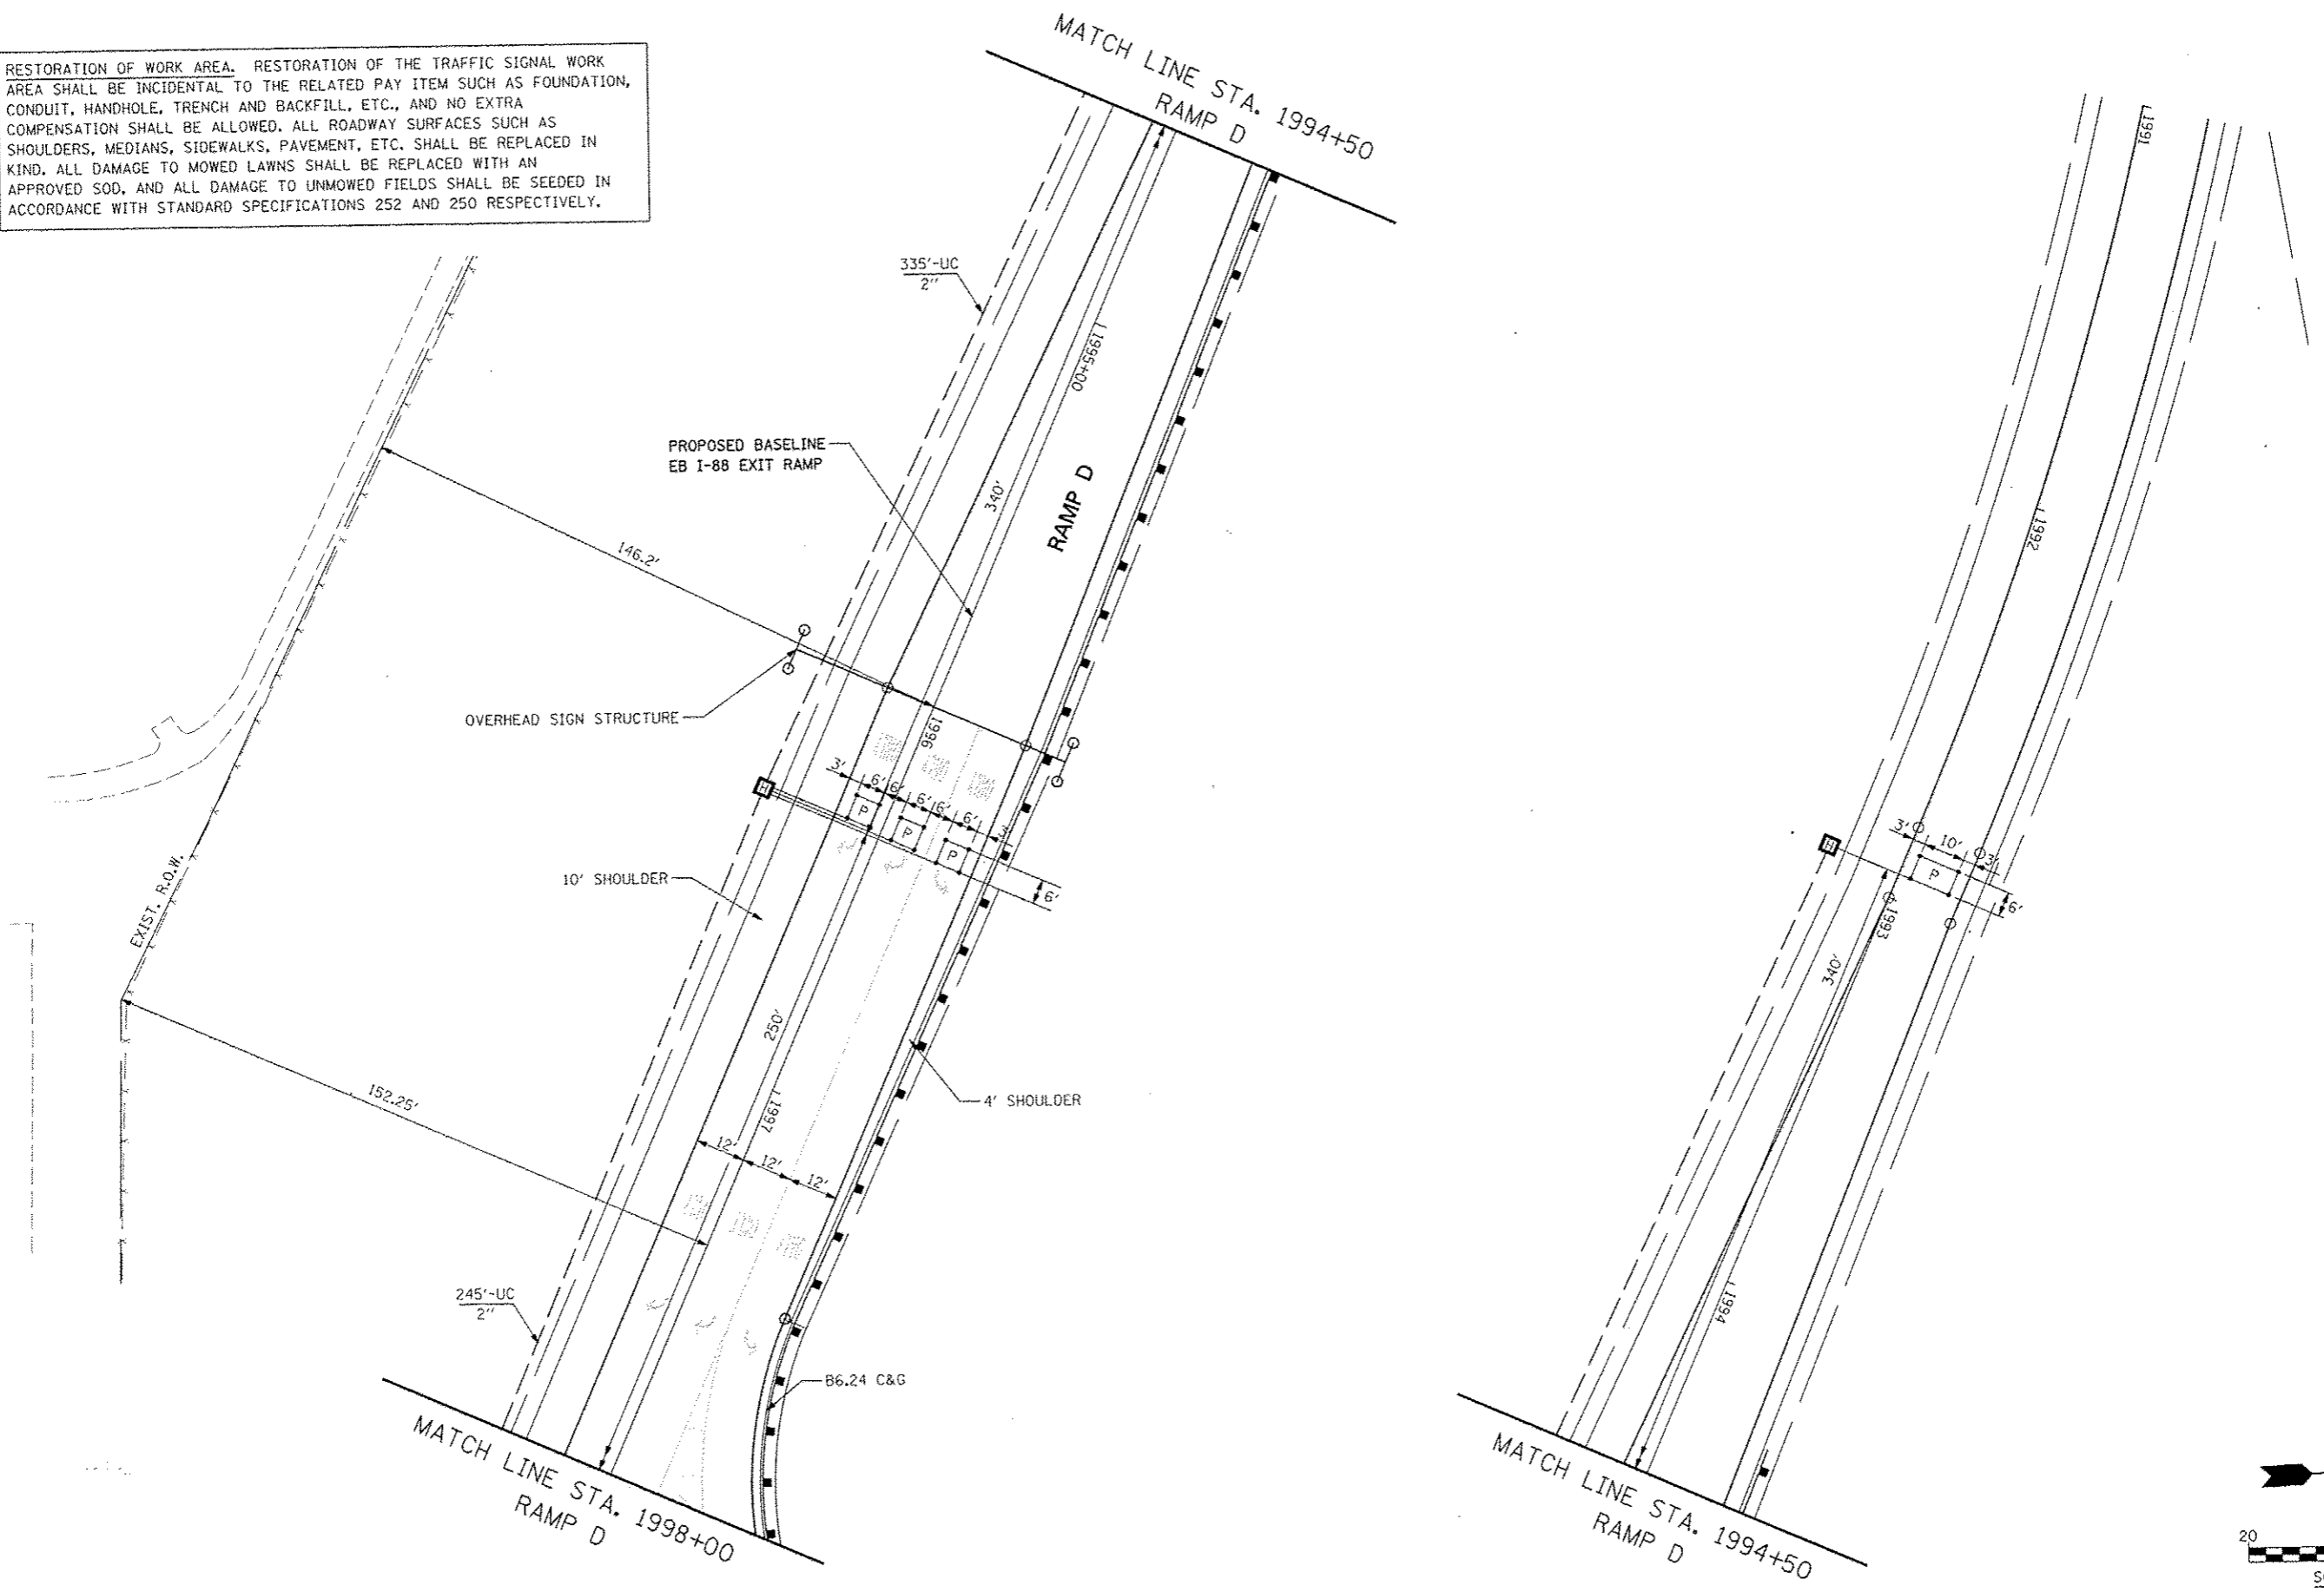 RESTORATION OF WORK AREA. RESTORATION OF THE TRAFFIC SIGNAL WORK
AREA SHALL BE INCIDENTAL TO THE RELATED PAY ITEM SUCH AS FOUNDATION,
CONDUIT, HANDHOLE, TRENCH AND BACKFILL, ETC., AND NO EXTRA
COMPENSATION SHALL BE ALLOWED. ALL ROADWAY SURFACES SUCH AS
SHOULDERS, MEDIANS, SIDEWALKS, PAVEMENT, ETC. SHALL BE REPLACED IN
KIND. ALL DAMAGE TO MOWED LAWNS SHALL BE REPLACED WITH AN
APPROVED SOD, AND ALL DAMAGE TO UNMOWED FIELDS SHALL BE SEEDED IN
ACCORDANCE WITH STANDARD SPECIFICATIONS 252 AND 250 RESPECTIVELY.
MATCH LINE STA. 1994+50
RAMP D
335'-UC
2"
1995+00
PROPOSED BASELINE
EB I-88 EXIT RAMP
340'
RAMP D
146.2'
OVERHEAD SIGN STRUCTURE
1996
3'
6'
6'
6'
6'
6'
3'
H
P
P
P
6'
10' SHOULDER
EXIST. R.O.W.
250'
4' SHOULDER
152.25'
1997
12'
12'
12'
245'-UC
2"
B6.24 C&G
MATCH LINE STA. 1998+00
RAMP D
1991
1992
3'
10'
3'
H
P
6'
1993
340'
1994
MATCH LINE STA. 1994+50
RAMP D
20